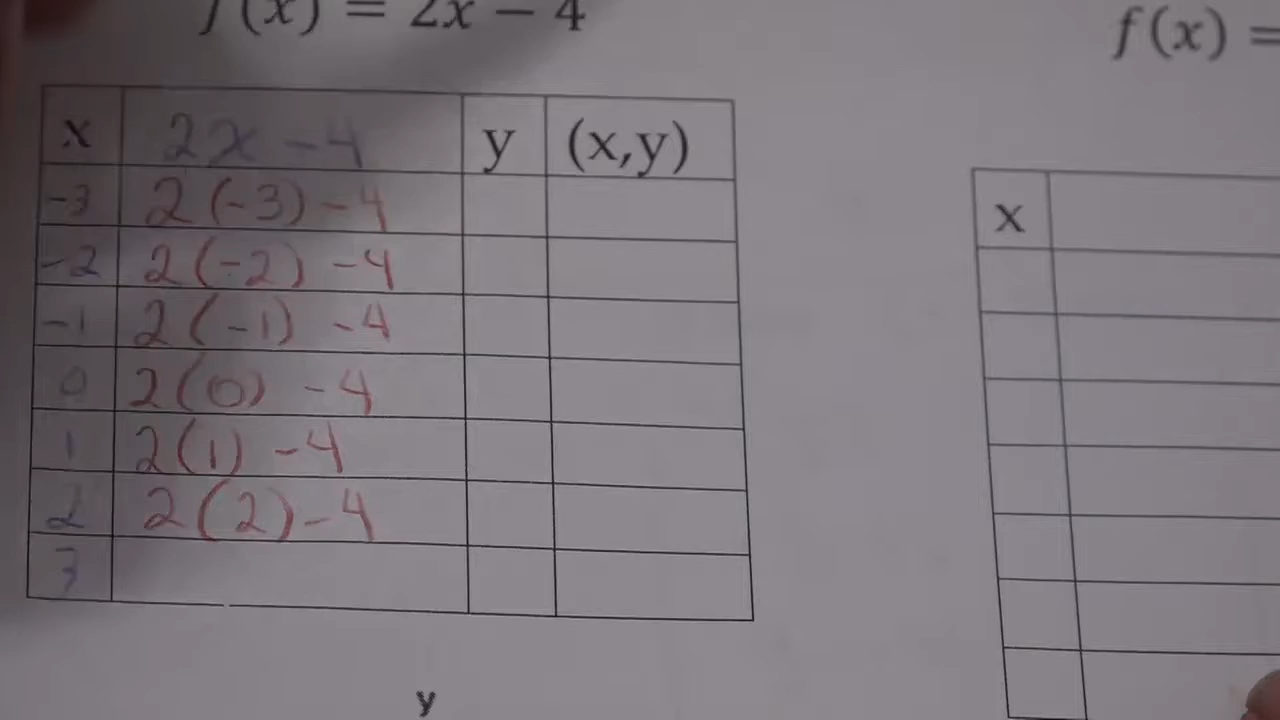 f(x) = 2x − 4
f(x) =
x 2x -4 y (x,y)
-3 2(-3) -4
-2 2(-2) -4
-1 2(-1) -4
0 2(0) -4
1 2(1) -4
2 2(2) -4
3
x
y